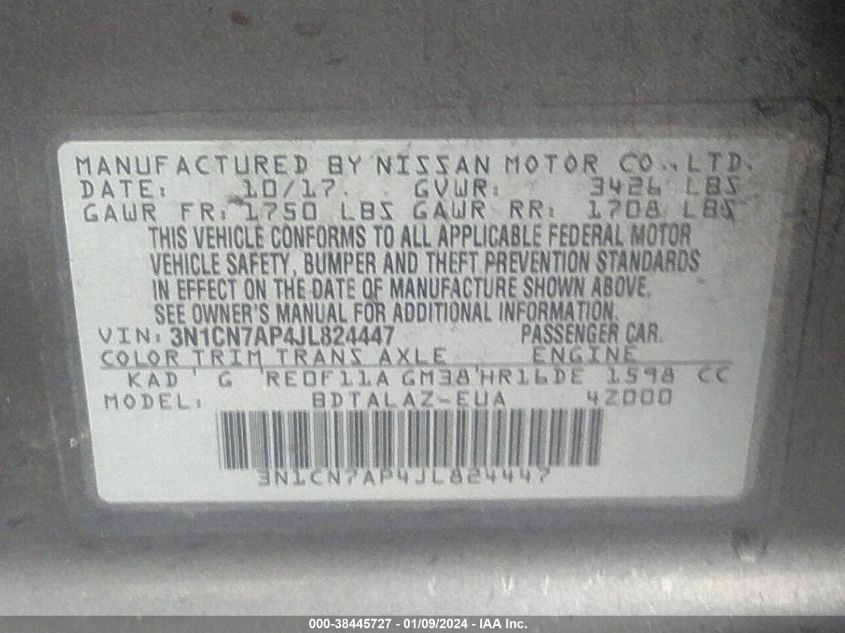 MANUFACTURED BY NISSAN MOTOR CO., LTD.
DATE: 10/17. GVWR: 3426 LBS
GAWR FR: 1750 LBS GAWR RR: 1708 LBS
THIS VEHICLE CONFORMS TO ALL APPLICABLE FEDERAL MOTOR
VEHICLE SAFETY, BUMPER AND THEFT PREVENTION STANDARDS
IN EFFECT ON THE DATE OF MANUFACTURE SHOWN ABOVE.
SEE OWNER'S MANUAL FOR ADDITIONAL INFORMATION.
VIN: 3N1CN7AP4JL824447 PASSENGER CAR.
COLOR TRIM TRANS AXLE ENGINE
KAD G RE0F11A GM38 HR16DE 1598 CC
MODEL: BDTALAZ-EUA 4Z000
3N1CN7AP4JL824447
000-38445727 - 01/09/2024 - IAA Inc.